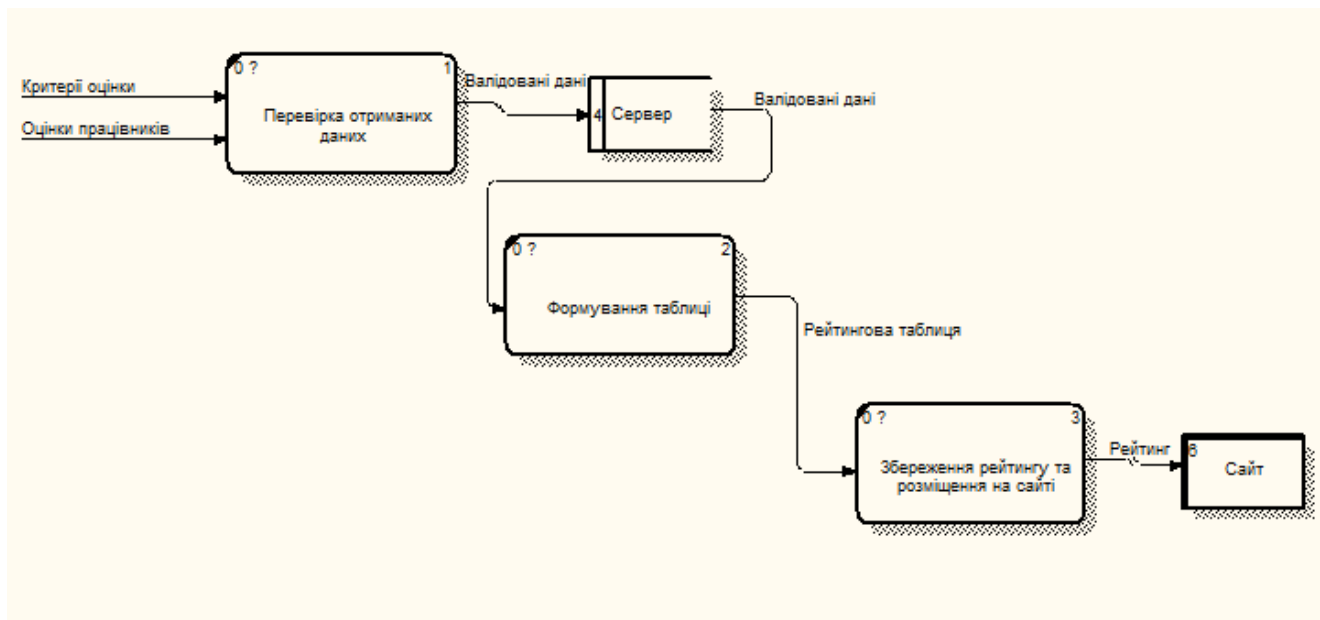 Критерії оцінки
Оцінки працівників
0 ?
1
Перевірка отриманих
даних
Валідовані дані
4
Сервер
Валідовані дані
0 ?
2
Формування таблиці
Рейтингова таблиця
0 ?
3
Збереження рейтингу та
розміщення на сайті
Рейтинг
6
Сайт